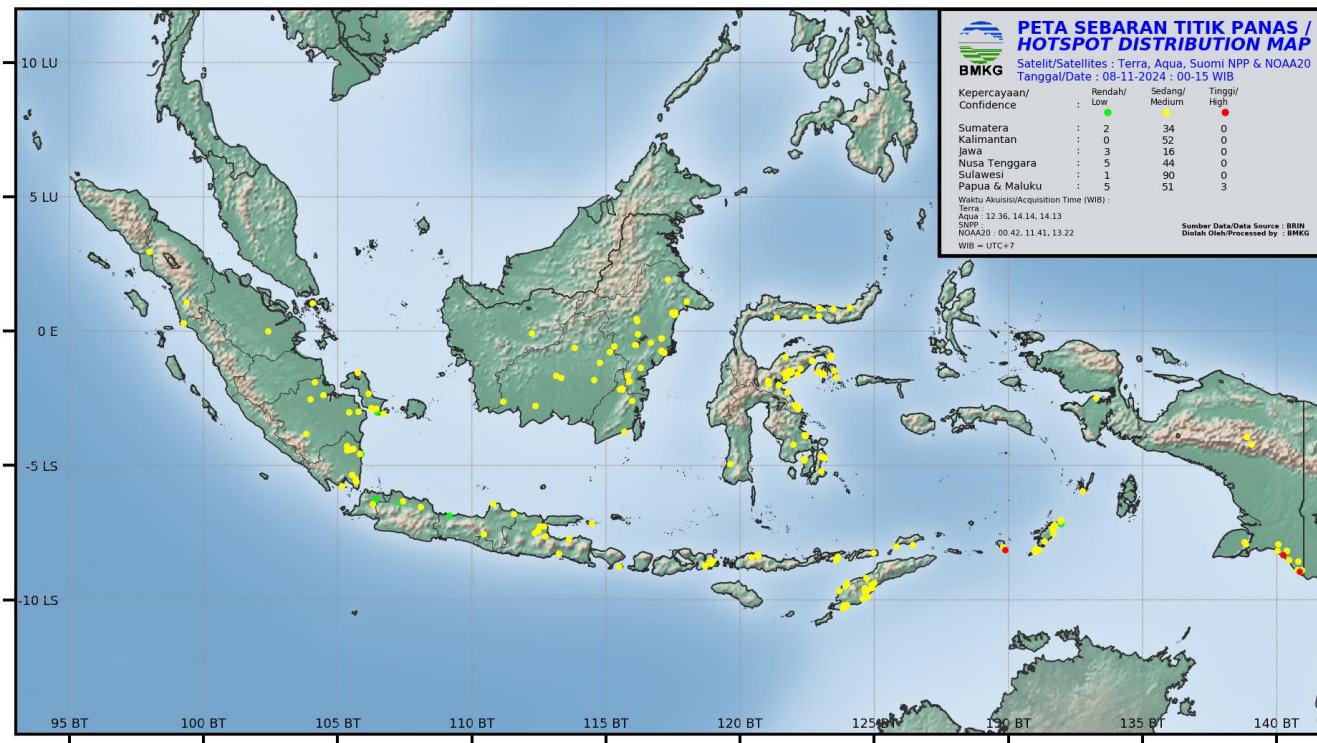 PETA SEBARAN TITIK PANAS /
HOTSPOT DISTRIBUTION MAP
BMKG
Satelit/Satellites : Terra, Aqua, Suomi NPP & NOAA20
Tanggal/Date : 08-11-2024 : 00-15 WIB
Kepercayaan/ Rendah/ Sedang/ Tinggi/
Confidence : Low Medium High
Sumatera : 2 34 0
Kalimantan : 0 52 0
Jawa : 3 16 0
Nusa Tenggara : 5 44 0
Sulawesi : 1 90 0
Papua & Maluku : 5 51 3
Waktu Akuisisi/Acquisition Time (WIB) :
Terra :
Aqua : 12.36, 14.14, 14.13
SNPP :
NOAA20 : 00.42, 11.41, 13.22
WIB = UTC+7
Sumber Data/Data Source : BRIN
Diolah Oleh/Processed by : BMKG
10 LU
5 LU
0 E
-5 LS
-10 LS
95 BT
100 BT
105 BT
110 BT
115 BT
120 BT
125 BT
130 BT
135 BT
140 BT